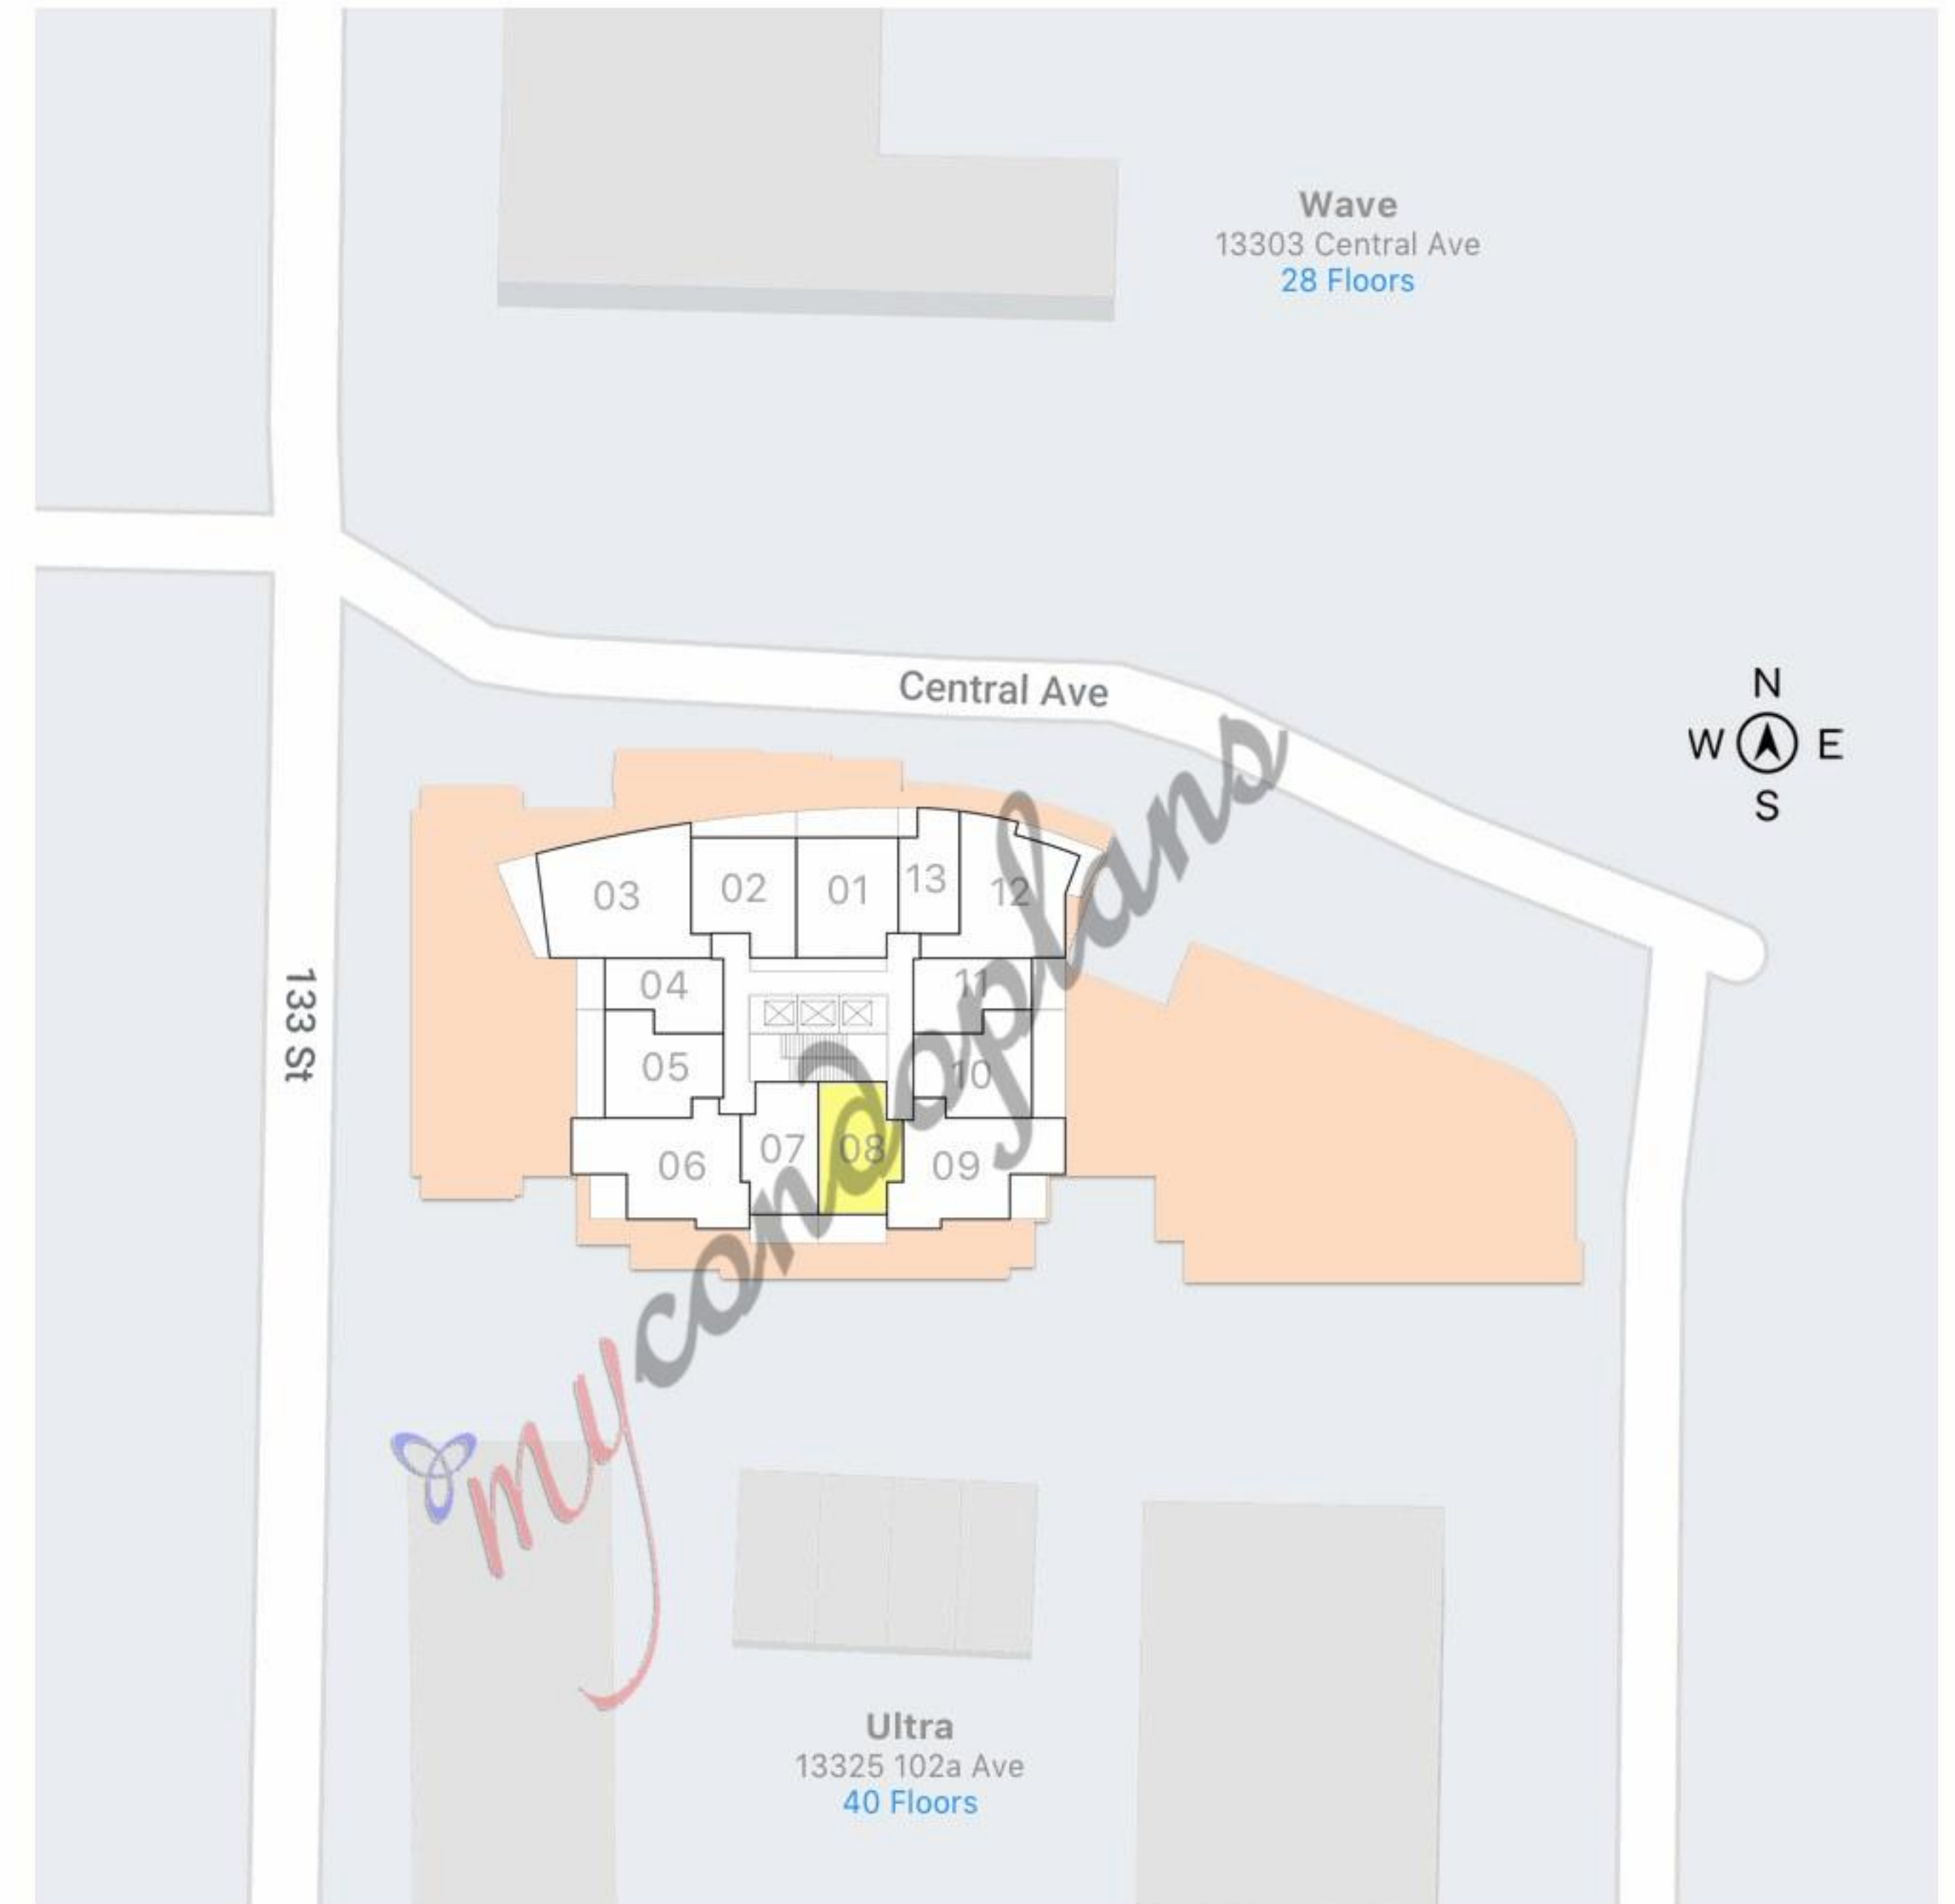 Wave
13303 Central Ave
28 Floors
Central Ave
N
W E
S
03 02 01 13 12
04 11
133 St
05 10
06 07 08 09
mycondoplans
Ultra
13325 102a Ave
40 Floors